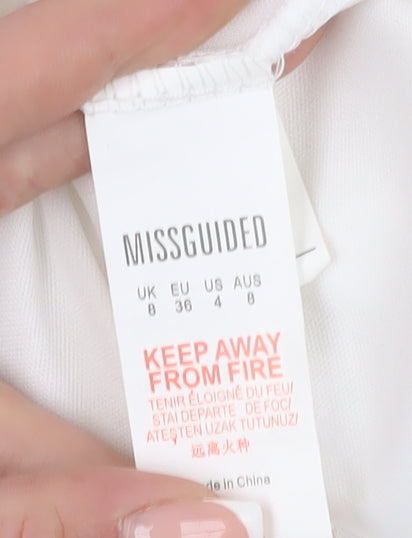 MISSGUIDED
UK EU US AUS
8 36 4 8
KEEP AWAY
FROM FIRE
TENIR ÉLOIGNÉ DU FEU/
STAI DEPARTE DE FOC/
ATEŞTEN UZAK TUTUNUZ/
远离火种
de in China